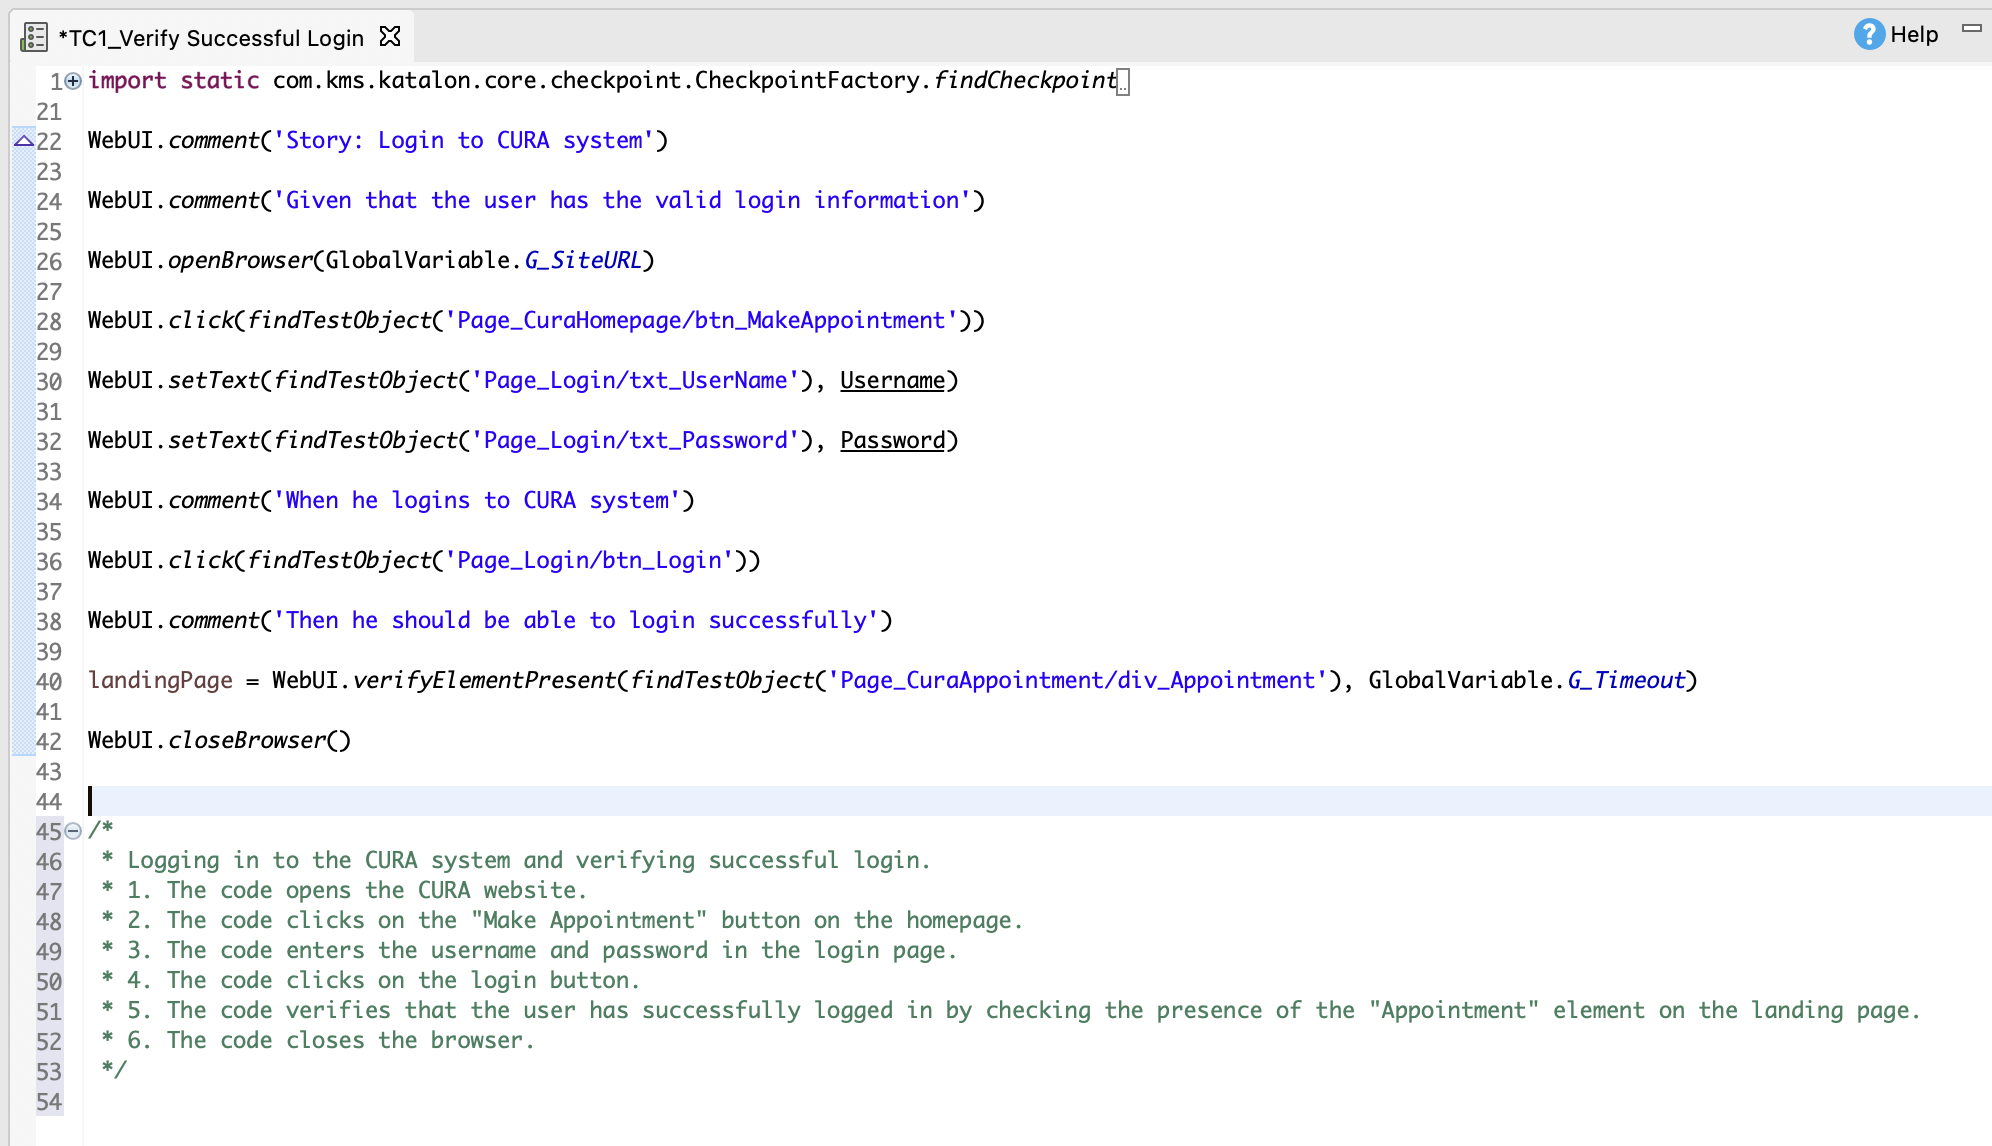 *TC1_Verify Successful Login
? Help
1 import static com.kms.katalon.core.checkpoint.CheckpointFactory.findCheckpoint..
21
22 WebUI.comment('Story: Login to CURA system')
23
24 WebUI.comment('Given that the user has the valid login information')
25
26 WebUI.openBrowser(GlobalVariable.G_SiteURL)
27
28 WebUI.click(findTestObject('Page_CuraHomepage/btn_MakeAppointment'))
29
30 WebUI.setText(findTestObject('Page_Login/txt_UserName'), Username)
31
32 WebUI.setText(findTestObject('Page_Login/txt_Password'), Password)
33
34 WebUI.comment('When he logins to CURA system')
35
36 WebUI.click(findTestObject('Page_Login/btn_Login'))
37
38 WebUI.comment('Then he should be able to login successfully')
39
40 landingPage = WebUI.verifyElementPresent(findTestObject('Page_CuraAppointment/div_Appointment'), GlobalVariable.G_Timeout)
41
42 WebUI.closeBrowser()
43
44
45 /*
46 * Logging in to the CURA system and verifying successful login.
47 * 1. The code opens the CURA website.
48 * 2. The code clicks on the "Make Appointment" button on the homepage.
49 * 3. The code enters the username and password in the login page.
50 * 4. The code clicks on the login button.
51 * 5. The code verifies that the user has successfully logged in by checking the presence of the "Appointment" element on the landing page.
52 * 6. The code closes the browser.
53 */
54